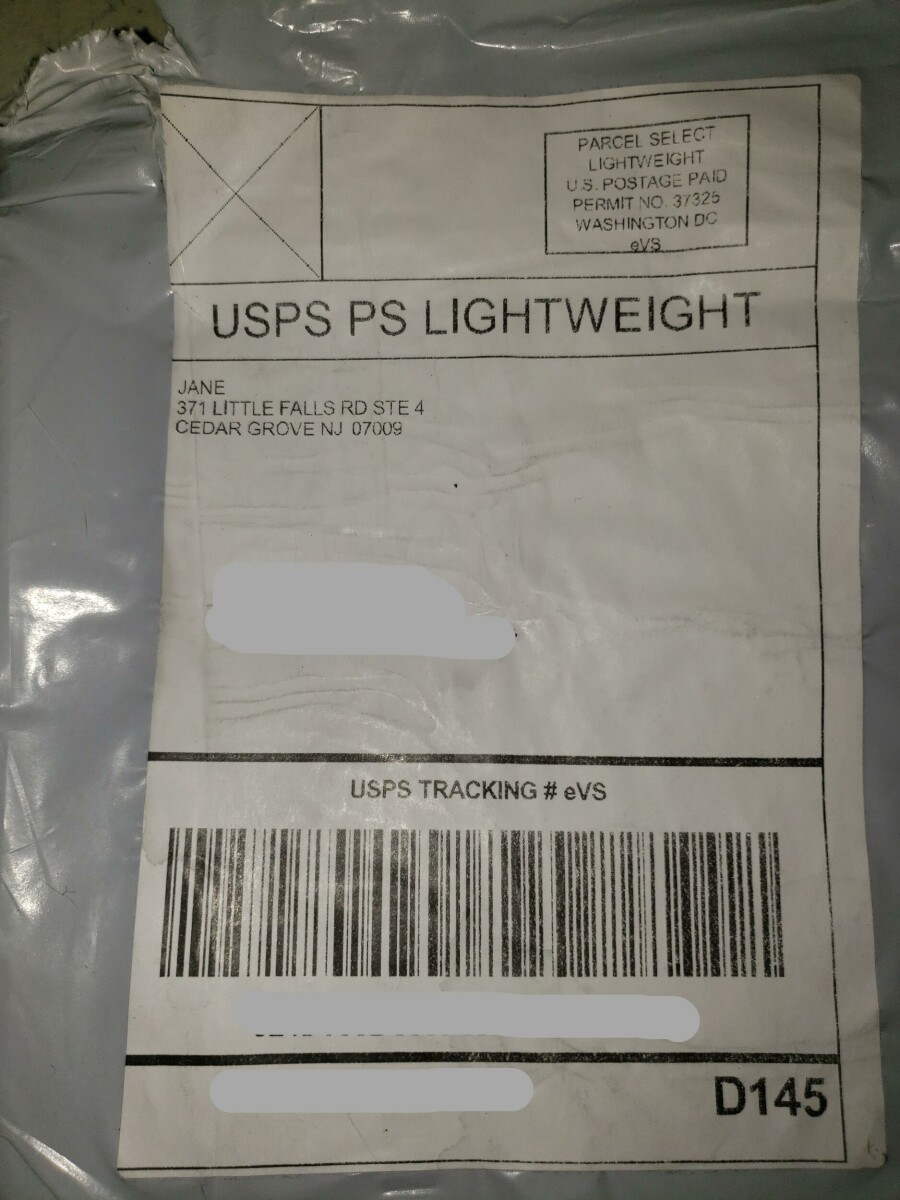 PARCEL SELECT
LIGHTWEIGHT
U.S. POSTAGE PAID
PERMIT NO. 37325
WASHINGTON DC
eVS
USPS PS LIGHTWEIGHT
JANE
371 LITTLE FALLS RD STE 4
CEDAR GROVE NJ 07009
USPS TRACKING # eVS
D145